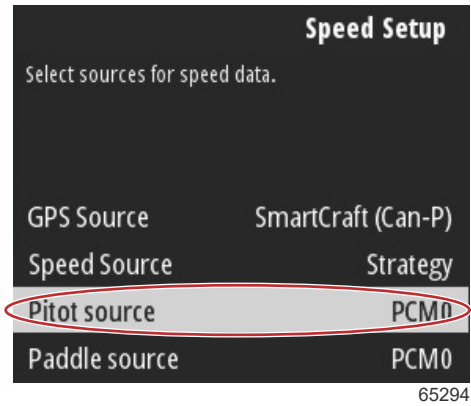 Speed Setup
Select sources for speed data.
GPS Source SmartCraft (Can-P)
Speed Source Strategy
Pitot source PCM0
Paddle source PCM0
65294